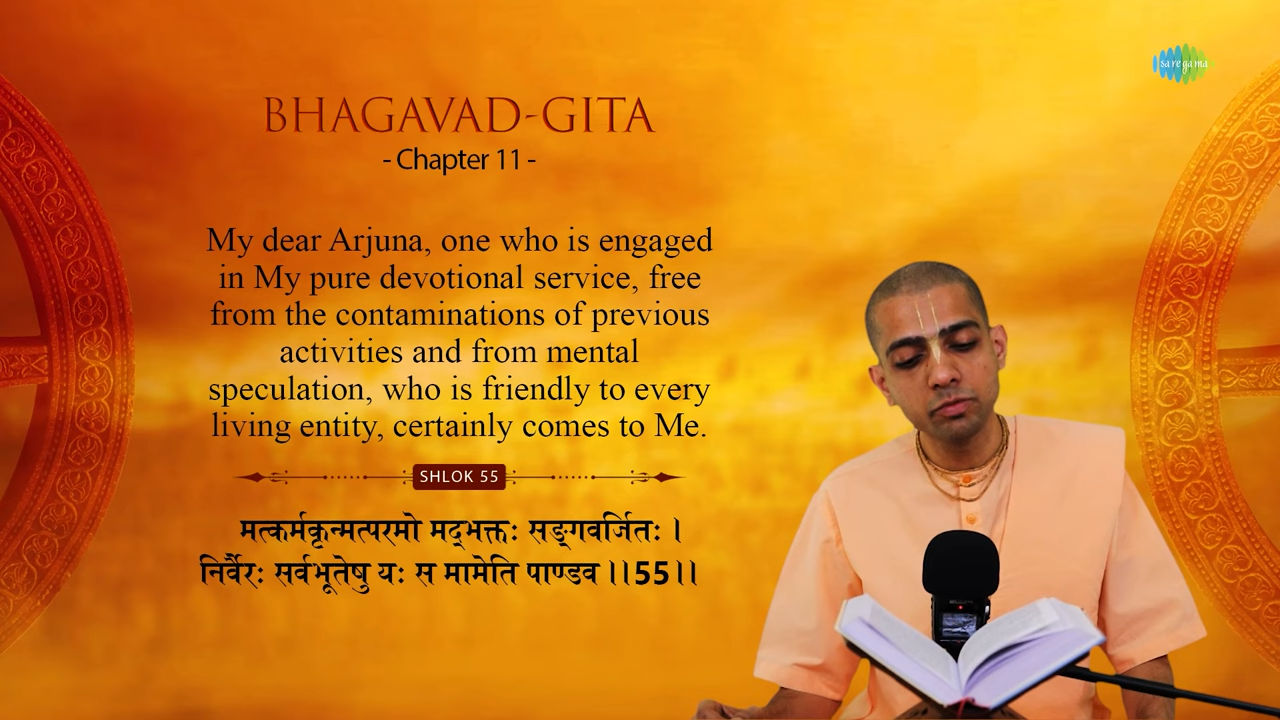 saregama
BHAGAVAD-GITA
- Chapter 11 -
My dear Arjuna, one who is engaged
in My pure devotional service, free
from the contaminations of previous
activities and from mental
speculation, who is friendly to every
living entity, certainly comes to Me.
SHLOK 55
मत्कर्मकृन्मत्परमो मद्‌भक्तः सङ्‌गवर्जितः ।
निर्वैरः सर्वभूतेषु यः स मामेति पाण्डव ।।55।।